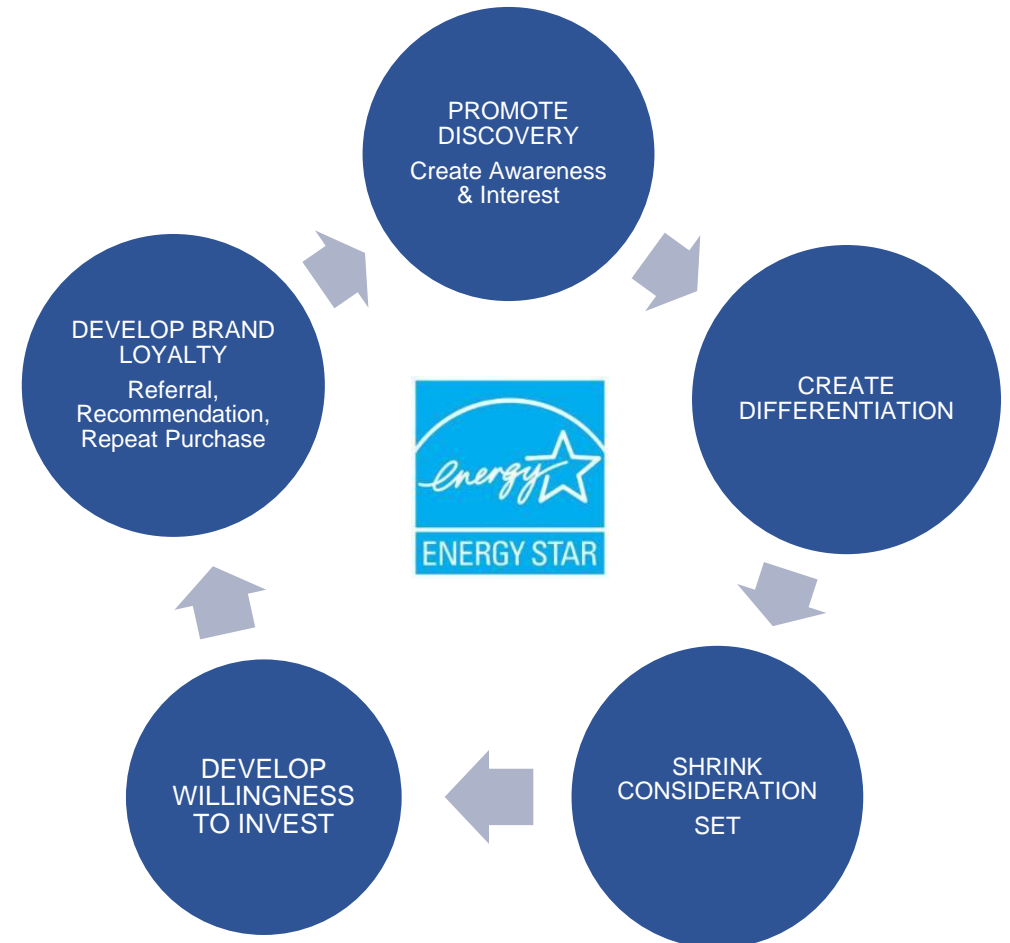 PROMOTE
DISCOVERY
Create Awareness
& Interest
CREATE
DIFFERENTIATION
SHRINK
CONSIDERATION
SET
DEVELOP
WILLINGNESS
TO INVEST
DEVELOP BRAND
LOYALTY
Referral,
Recommendation,
Repeat Purchase
energy
ENERGY STAR